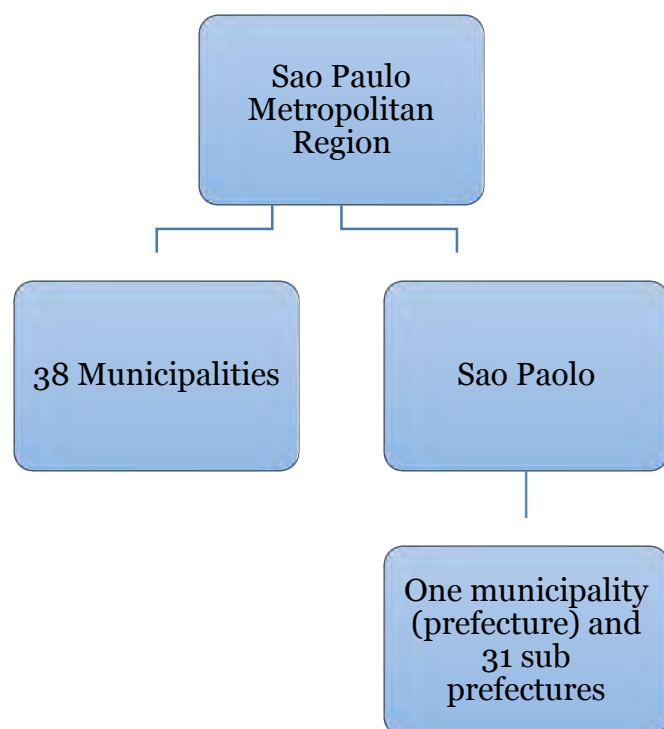 Sao Paulo
Metropolitan
Region
38 Municipalities
Sao Paolo
One municipality
(prefecture) and
31 sub
prefectures